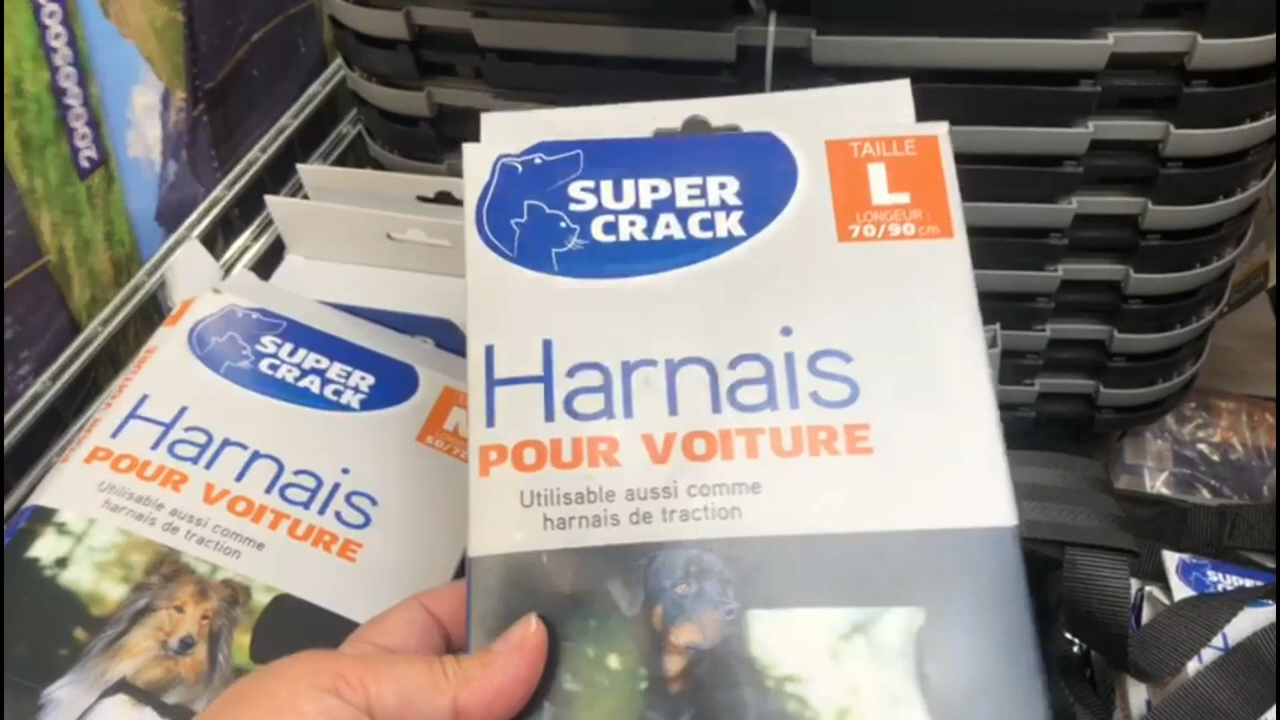 SUPER
CRACK
TAILLE
L
LONGEUR :
70/90 cm
Harnais
POUR VOITURE
Utilisable aussi comme
harnais de traction
SUPER
CRACK
M
Harnais
POUR VOITURE
Utilisable aussi comme
harnais de traction
SUPER